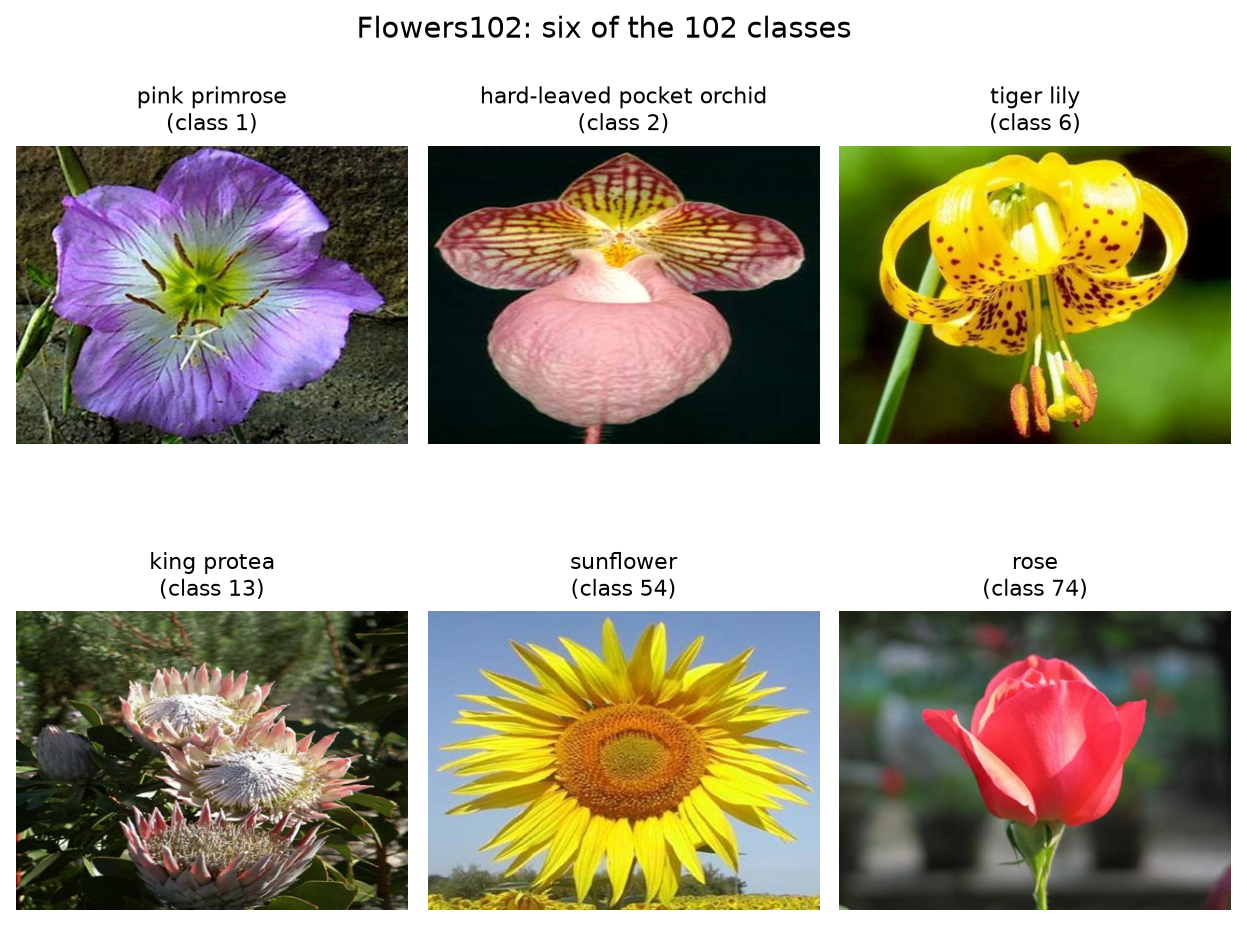 Flowers102: six of the 102 classes
pink primrose
(class 1)
hard-leaved pocket orchid
(class 2)
tiger lily
(class 6)
king protea
(class 13)
sunflower
(class 54)
rose
(class 74)